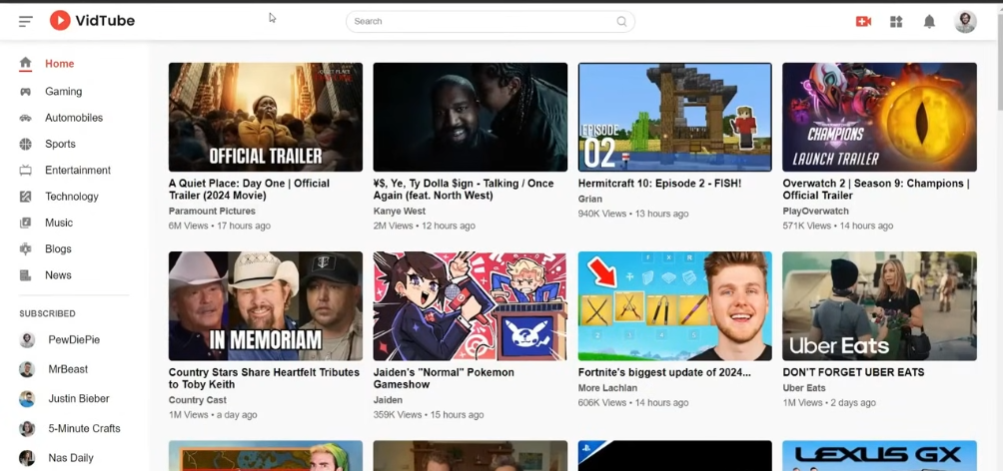 VidTube
Search
Home
Gaming
Automobiles
Sports
Entertainment
Technology
Music
Blogs
News
SUBSCRIBED
PewDiePie
MrBeast
Justin Bieber
5-Minute Crafts
Nas Daily
OFFICIAL TRAILER
A Quiet Place: Day One | Official
Trailer (2024 Movie)
Paramount Pictures
6M Views • 17 hours ago
¥$, Ye, Ty Dolla $ign - Talking / Once
Again (feat. North West)
Kanye West
2M Views • 12 hours ago
EPISODE
02
Hermitcraft 10: Episode 2 - FISH!
Grian
940K Views • 13 hours ago
CHAMPIONS
LAUNCH TRAILER
Overwatch 2 | Season 9: Champions |
Official Trailer
PlayOverwatch
571K Views • 14 hours ago
IN MEMORIAM
Country Stars Share Heartfelt Tributes
to Toby Keith
Country Cast
1M Views • a day ago
Jaiden's "Normal" Pokemon
Gameshow
Jaiden
359K Views • 15 hours ago
Fortnite's biggest update of 2024...
More Lachlan
606K Views • 14 hours ago
Uber Eats
DON'T FORGET UBER EATS
Uber Eats
1M Views • 2 days ago
LEXUS GX